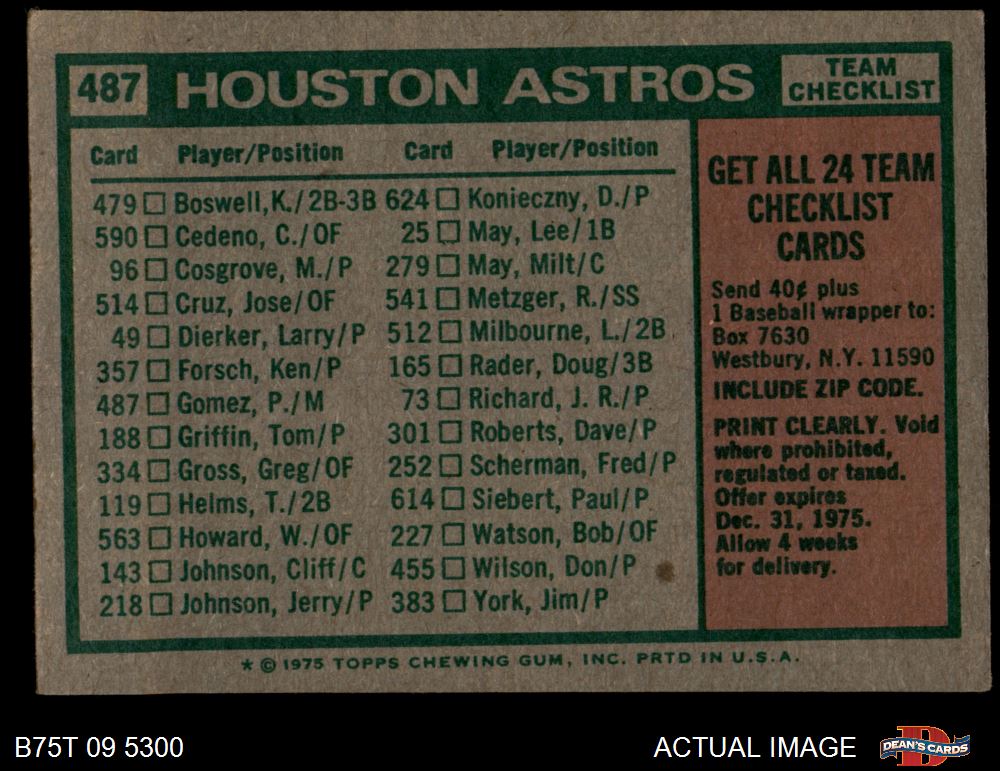 487 HOUSTON ASTROS TEAM CHECKLIST
Card Player/Position Card Player/Position
479 Boswell,K./2B-3B 624 Konieczny, D./P
590 Cedeno, C./OF 25 May, Lee/1B
96 Cosgrove, M./P 279 May, Milt/C
514 Cruz, Jose/OF 541 Metzger, R./SS
49 Dierker, Larry/P 512 Milbourne, L./2B
357 Forsch, Ken/P 165 Rader, Doug/3B
487 Gomez, P./M 73 Richard, J. R./P
188 Griffin, Tom/P 301 Roberts, Dave/P
334 Gross, Greg/OF 252 Scherman, Fred/P
119 Helms, T./2B 614 Siebert, Paul/P
563 Howard, W./OF 227 Watson, Bob/OF
143 Johnson, Cliff/C 455 Wilson, Don/P
218 Johnson, Jerry/P 383 York, Jim/P
GET ALL 24 TEAM
CHECKLIST
CARDS
Send 40¢ plus
1 Baseball wrapper to:
Box 7630
Westbury, N.Y. 11590
INCLUDE ZIP CODE.
PRINT CLEARLY. Void
where prohibited,
regulated or taxed.
Offer expires
Dec. 31, 1975.
Allow 4 weeks
for delivery.
* © 1975 TOPPS CHEWING GUM, INC. PRTD IN U.S.A.
B75T 09 5300 ACTUAL IMAGE DEAN'S CARDS